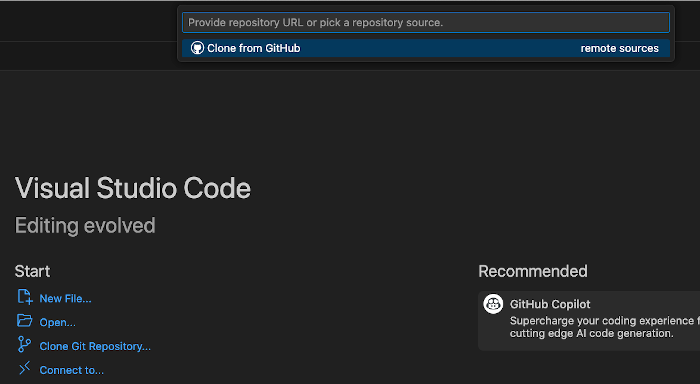 Provide repository URL or pick a repository source.
Clone from GitHub remote sources
Visual Studio Code
Editing evolved
Start
New File...
Open...
Clone Git Repository...
Connect to...
Recommended
GitHub Copilot
Supercharge your coding experience f
cutting edge AI code generation.